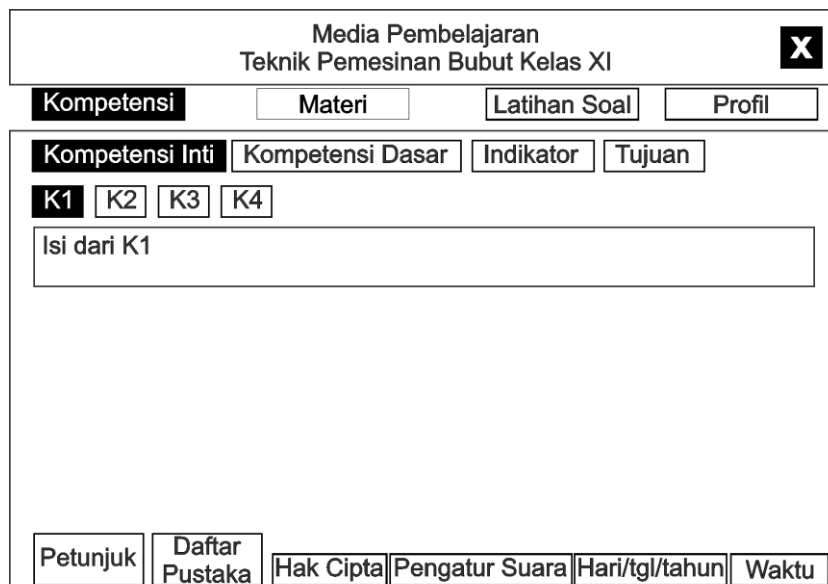 Media Pembelajaran
Teknik Pemesinan Bubut Kelas XI
X
Kompetensi Materi Latihan Soal Profil
Kompetensi Inti Kompetensi Dasar Indikator Tujuan
K1 K2 K3 K4
Isi dari K1
Petunjuk Daftar Pustaka Hak Cipta Pengatur Suara Hari/tgl/tahun Waktu